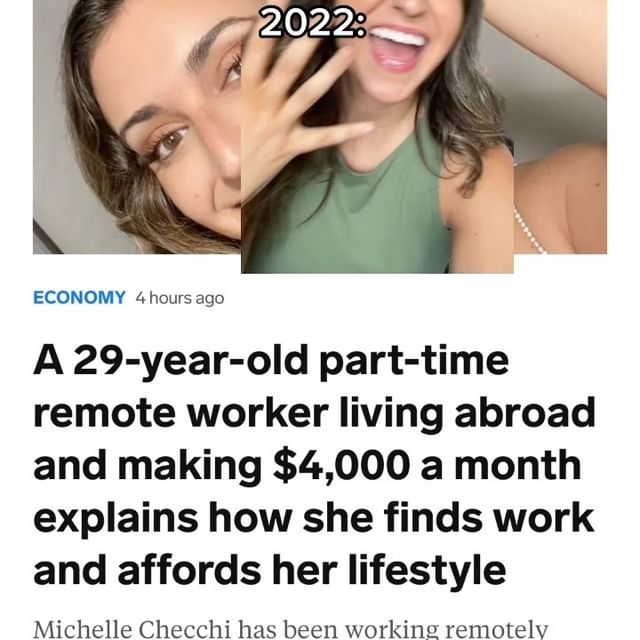 2022:
ECONOMY 4 hours ago
A 29-year-old part-time
remote worker living abroad
and making $4,000 a month
explains how she finds work
and affords her lifestyle
Michelle Checchi has been working remotely